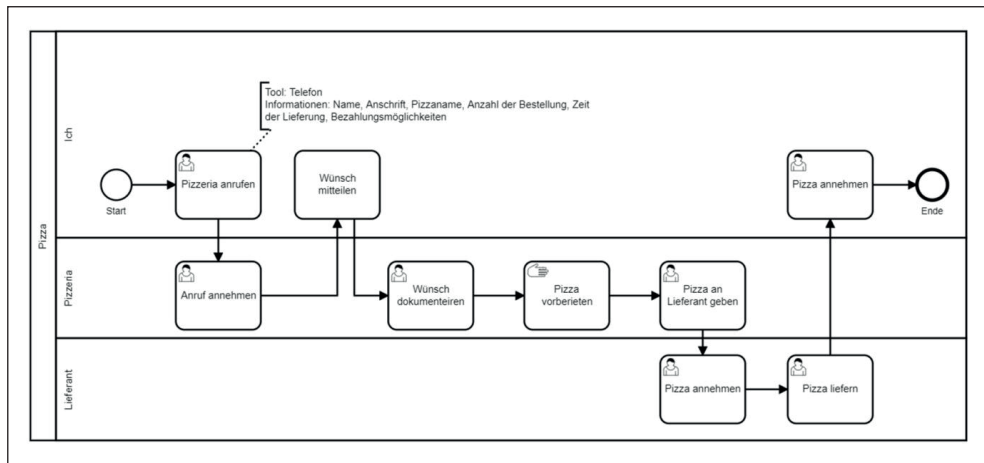 Pizza
Ich
Tool: Telefon
Informationen: Name, Anschrift, Pizzaname, Anzahl der Bestellung, Zeit
der Lieferung, Bezahlungsmöglichkeiten
Start
Pizzeria anrufen
Wünsch
mitteilen
Pizza annehmen
Ende
Pizzeria
Anruf annehmen
Wünsch
dokumenteiren
Pizza
vorberieten
Pizza an
Lieferant geben
Lieferant
Pizza annehmen
Pizza liefern